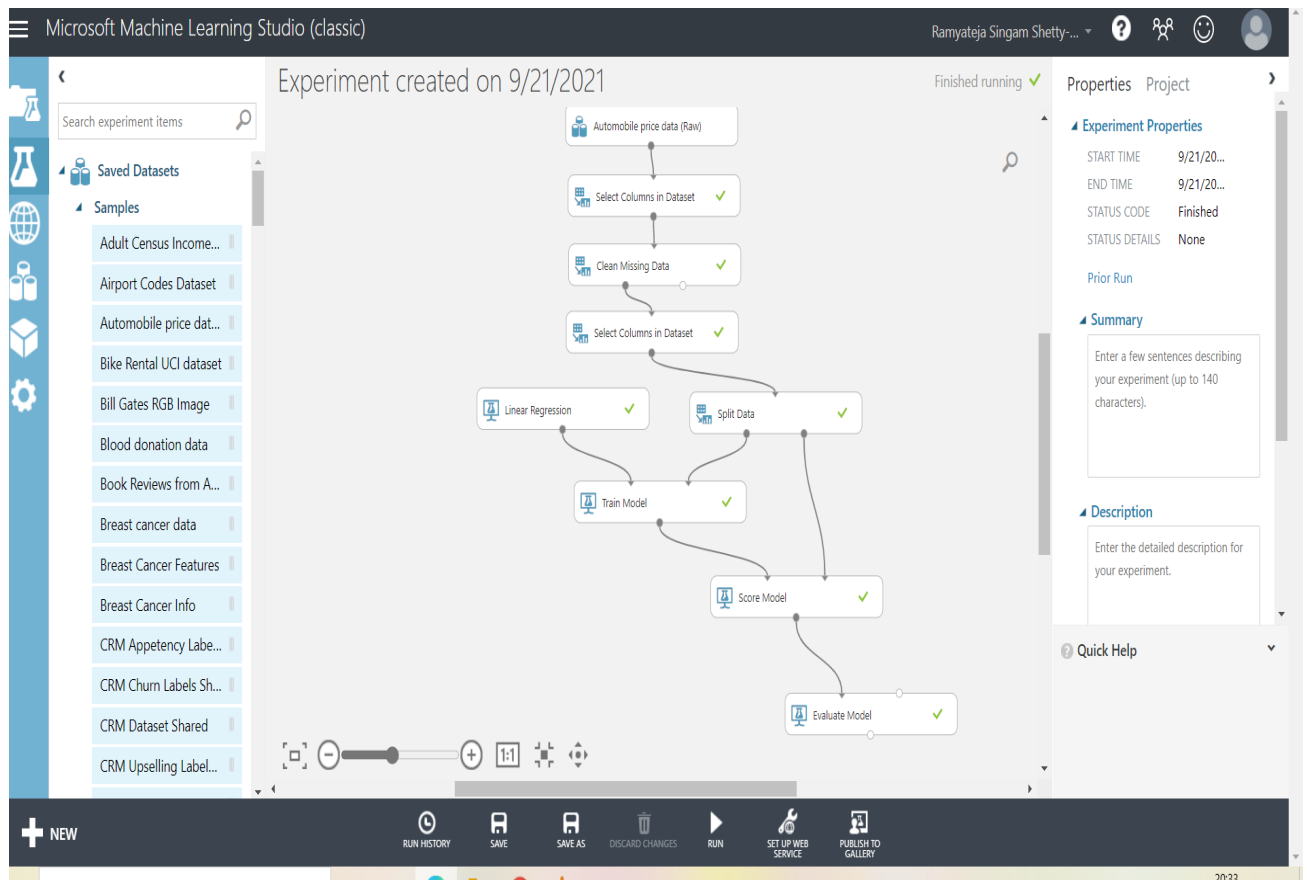 Microsoft Machine Learning Studio (classic)
Ramyateja Singam Shetty-...
Search experiment items
Saved Datasets
Samples
Adult Census Income...
Airport Codes Dataset
Automobile price dat...
Bike Rental UCI dataset
Bill Gates RGB Image
Blood donation data
Book Reviews from A...
Breast cancer data
Breast Cancer Features
Breast Cancer Info
CRM Appetency Labe...
CRM Churn Labels Sh...
CRM Dataset Shared
CRM Upselling Label...
Experiment created on 9/21/2021
Finished running
Automobile price data (Raw)
Select Columns in Dataset
Clean Missing Data
Select Columns in Dataset
Linear Regression
Split Data
Train Model
Score Model
Evaluate Model
1:1
Properties Project
Experiment Properties
START TIME 9/21/20...
END TIME 9/21/20...
STATUS CODE Finished
STATUS DETAILS None
Prior Run
Summary
Enter a few sentences describing
your experiment (up to 140
characters).
Description
Enter the detailed description for
your experiment.
Quick Help
NEW
RUN HISTORY
SAVE
SAVE AS
DISCARD CHANGES
RUN
SET UP WEB
SERVICE
PUBLISH TO
GALLERY
20:33